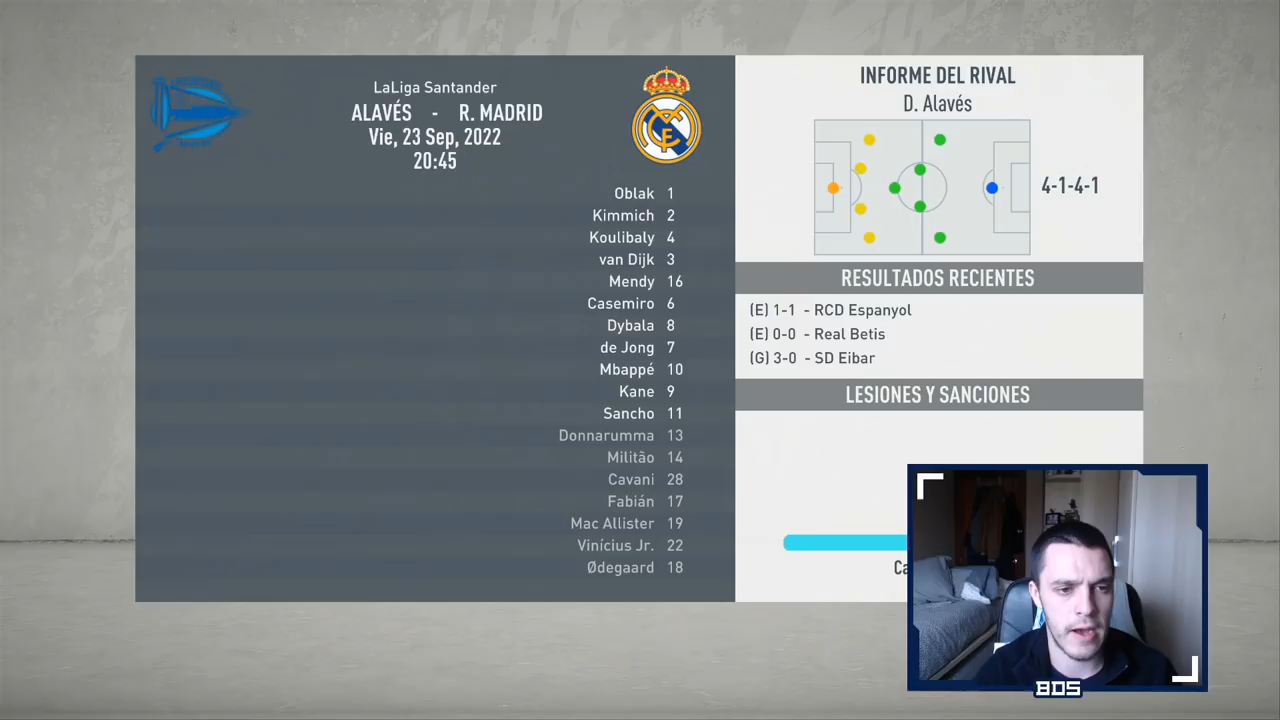 LaLiga Santander
ALAVÉS - R. MADRID
Vie, 23 Sep, 2022
20:45
Oblak 1
Kimmich 2
Koulibaly 4
van Dijk 3
Mendy 16
Casemiro 6
Dybala 8
de Jong 7
Mbappé 10
Kane 9
Sancho 11
Donnarumma 13
Militão 14
Cavani 28
Fabián 17
Mac Allister 19
Vinícius Jr. 22
Ødegaard 18
INFORME DEL RIVAL
D. Alavés
4-1-4-1
RESULTADOS RECIENTES
(E) 1-1 - RCD Espanyol
(E) 0-0 - Real Betis
(G) 3-0 - SD Eibar
LESIONES Y SANCIONES
Ca
BDS